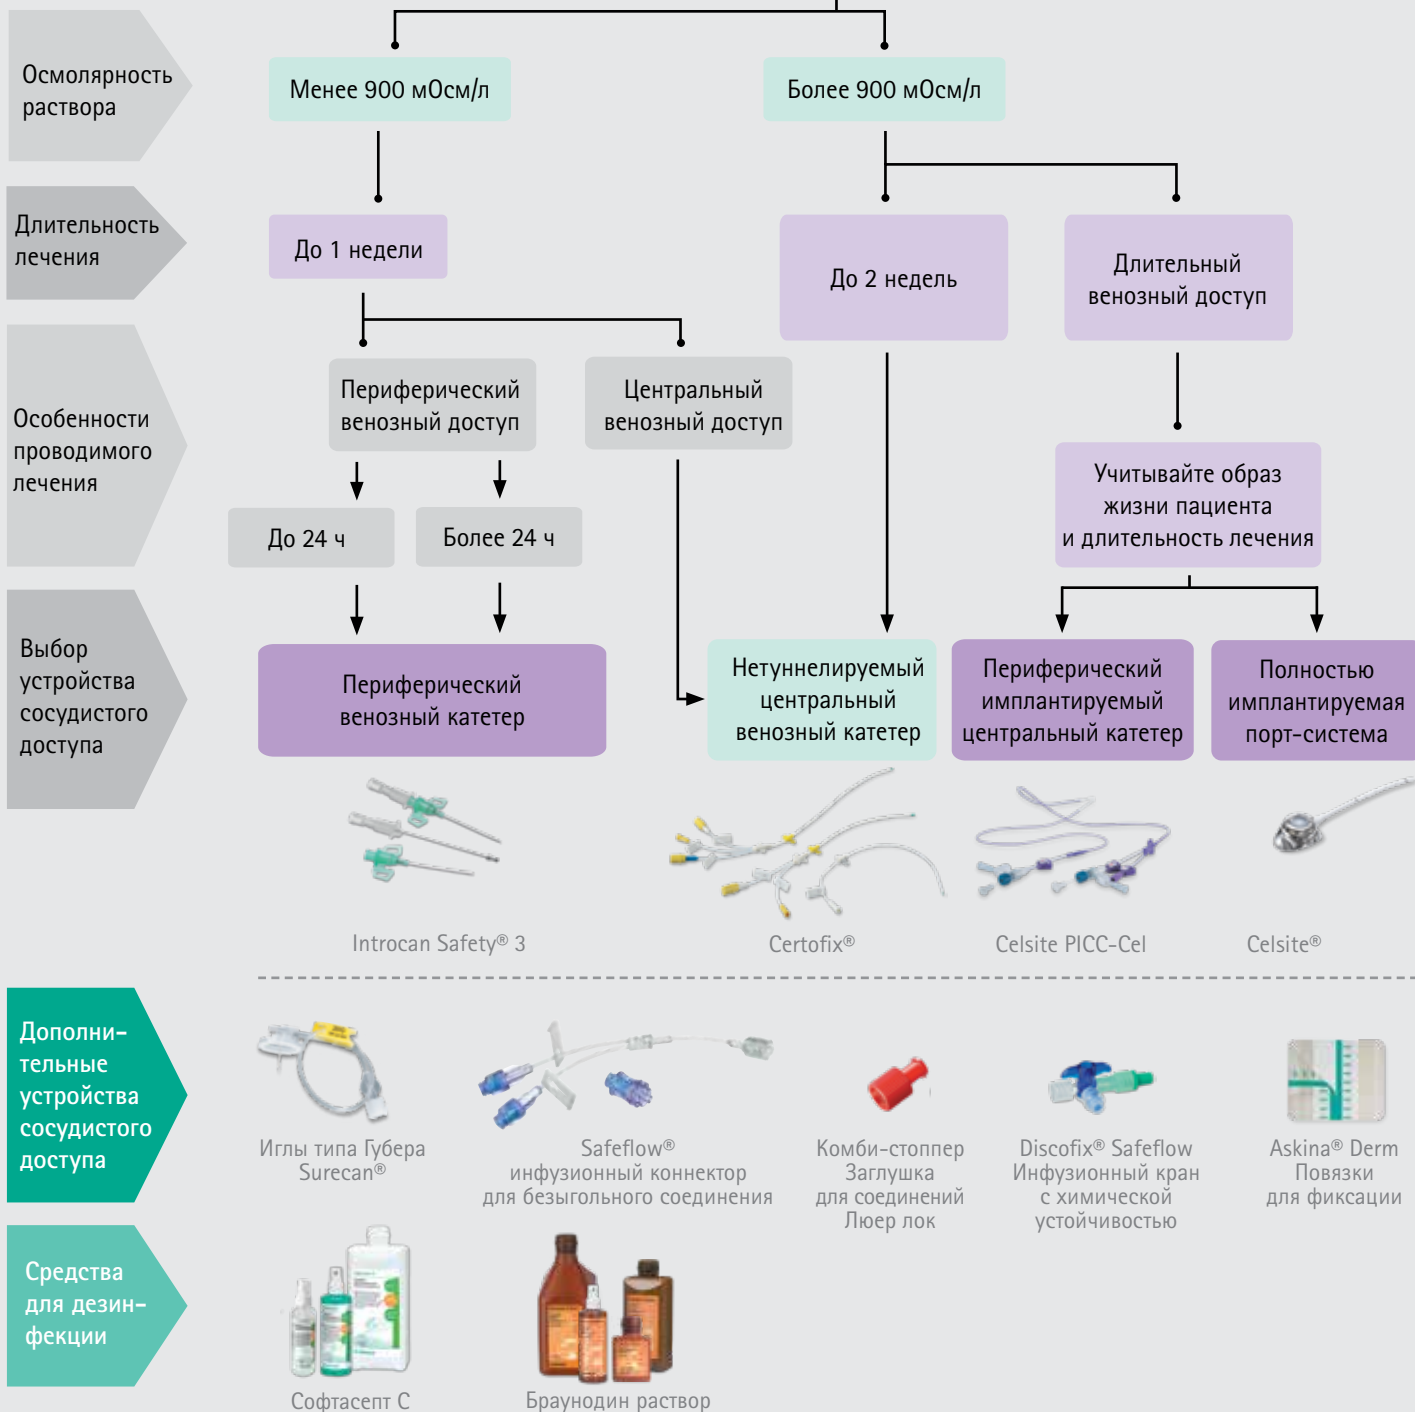 Осмолярность
раствора
Менее 900 мОсм/л
Более 900 мОсм/л
Длительность
лечения
До 1 недели
До 2 недель
Длительный
венозный доступ
Особенности
проводимого
лечения
Периферический
венозный доступ
Центральный
венозный доступ
До 24 ч
Более 24 ч
Учитывайте образ
жизни пациента
и длительность лечения
Выбор
устройства
сосудистого
доступа
Периферический
венозный катетер
Нетуннелируемый
центральный
венозный катетер
Периферический
имплантируемый
центральный катетер
Полностью
имплантируемая
порт-система
Introcan Safety® 3
Certofix®
Celsite PICC-Cel
Celsite®
Дополни-
тельные
устройства
сосудистого
доступа
Иглы типа Губера
Surecan®
Safeflow®
инфузионный коннектор
для безыгольного соединения
Комби-стоппер
Заглушка
для соединений
Люер лок
Discofix® Safeflow
Инфузионный кран
с химической
устойчивостью
Askina® Derm
Повязки
для фиксации
Средства
для дезин-
фекции
Софтасепт С
Браунодин раствор